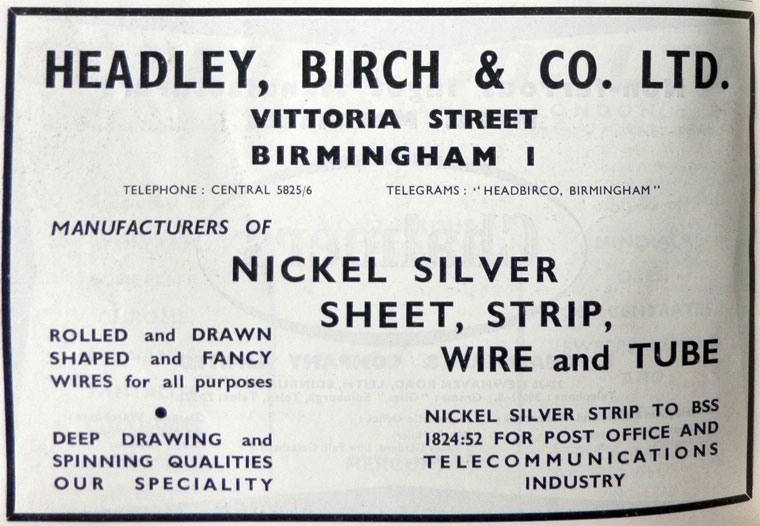 HEADLEY, BIRCH & CO. LTD.
VITTORIA STREET
BIRMINGHAM 1
TELEPHONE : CENTRAL 5825/6
TELEGRAMS : "HEADBIRCO, BIRMINGHAM"
MANUFACTURERS OF
NICKEL SILVER
SHEET, STRIP,
WIRE and TUBE
ROLLED and DRAWN
SHAPED and FANCY
WIRES for all purposes
●
DEEP DRAWING and
SPINNING QUALITIES
OUR SPECIALITY
NICKEL SILVER STRIP TO BSS
1824:52 FOR POST OFFICE AND
TELECOMMUNICATIONS
INDUSTRY